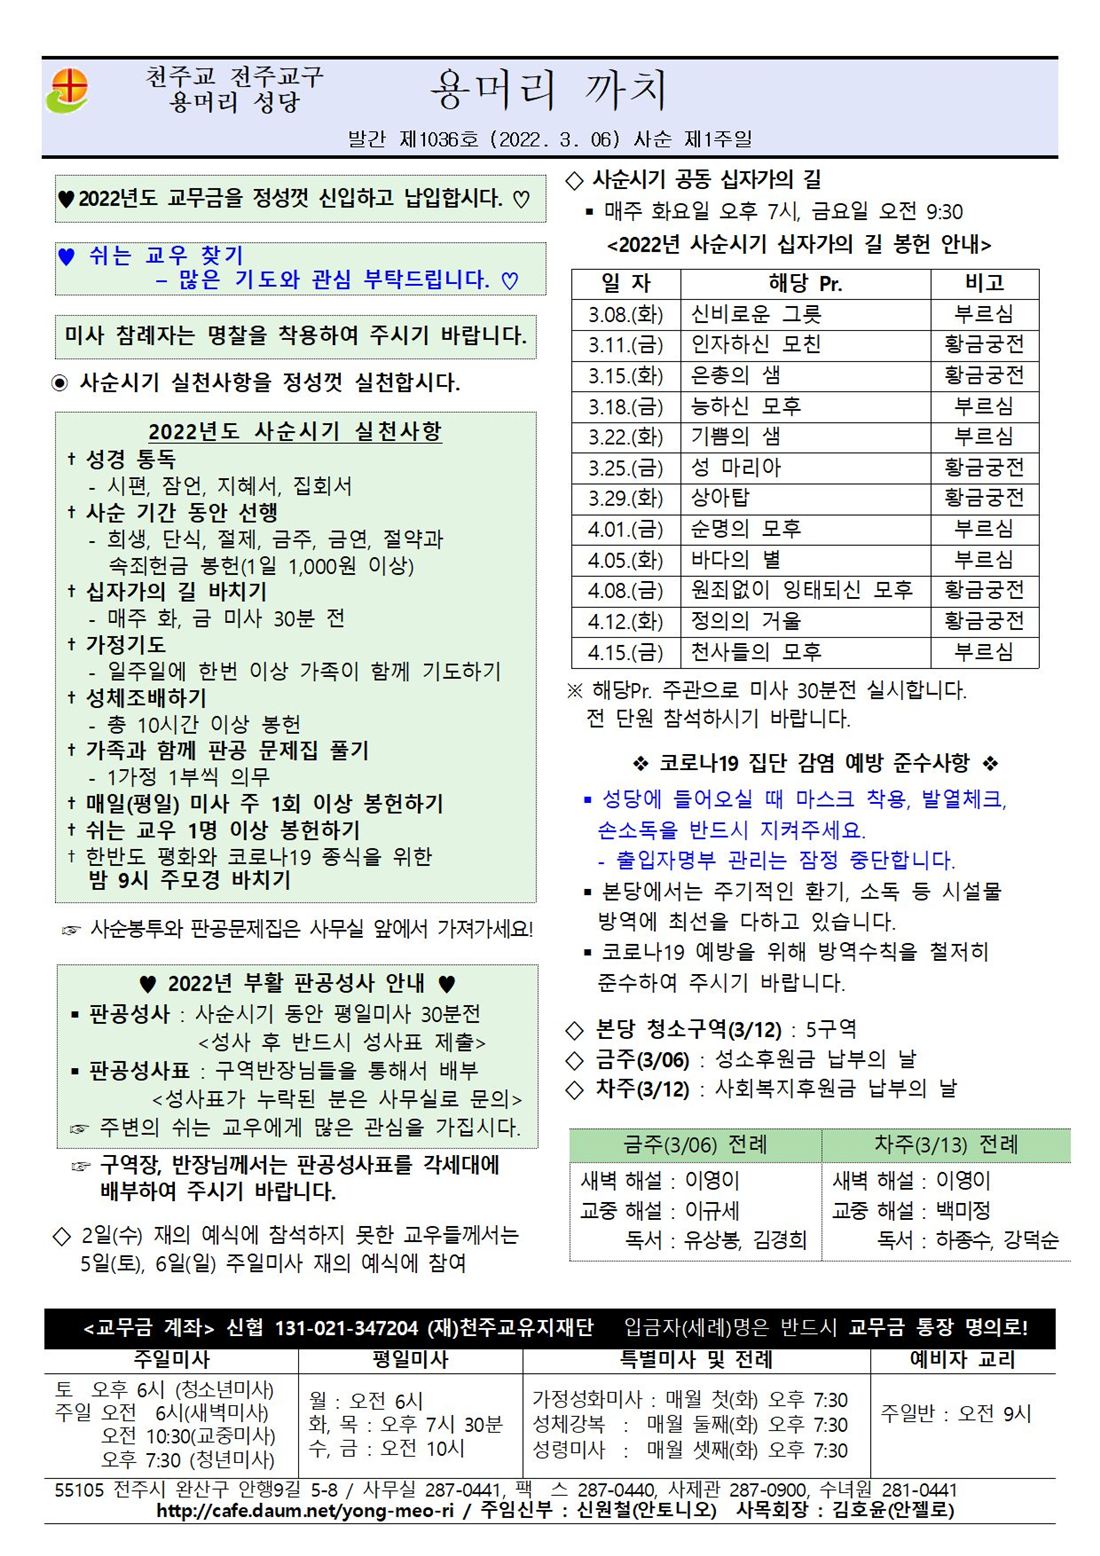 천주교 전주교구
용머리 성당
용머리 까치
발간 제1036호 (2022. 3. 06) 사순 제1주일
♥2022년도 교무금을 정성껏 신입하고 납입합시다. ♡
♥ 쉬는 교우 찾기
– 많은 기도와 관심 부탁드립니다. ♡
미사 참례자는 명찰을 착용하여 주시기 바랍니다.
◉ 사순시기 실천사항을 정성껏 실천합시다.
2022년도 사순시기 실천사항
† 성경 통독
- 시편, 잠언, 지혜서, 집회서
† 사순 기간 동안 선행
- 희생, 단식, 절제, 금주, 금연, 절약과
속죄헌금 봉헌(1일 1,000원 이상)
† 십자가의 길 바치기
- 매주 화, 금 미사 30분 전
† 가정기도
- 일주일에 한번 이상 가족이 함께 기도하기
† 성체조배하기
- 총 10시간 이상 봉헌
† 가족과 함께 판공 문제집 풀기
- 1가정 1부씩 의무
† 매일(평일) 미사 주 1회 이상 봉헌하기
† 쉬는 교우 1명 이상 봉헌하기
† 한반도 평화와 코로나19 종식을 위한
밤 9시 주모경 바치기
☞ 사순봉투와 판공문제집은 사무실 앞에서 가져가세요!
♥ 2022년 부활 판공성사 안내 ♥
▪ 판공성사 : 사순시기 동안 평일미사 30분전
<성사 후 반드시 성사표 제출>
▪ 판공성사표 : 구역반장님들을 통해서 배부
<성사표가 누락된 분은 사무실로 문의>
☞ 주변의 쉬는 교우에게 많은 관심을 가집시다.
☞ 구역장, 반장님께서는 판공성사표를 각세대에
배부하여 주시기 바랍니다.
◇ 2일(수) 재의 예식에 참석하지 못한 교우들께서는
5일(토), 6일(일) 주일미사 재의 예식에 참여
◇ 사순시기 공동 십자가의 길
▪ 매주 화요일 오후 7시, 금요일 오전 9:30
<2022년 사순시기 십자가의 길 봉헌 안내>
일 자 해당 Pr. 비고
3.08.(화) 신비로운 그릇 부르심
3.11.(금) 인자하신 모친 황금궁전
3.15.(화) 은총의 샘 황금궁전
3.18.(금) 능하신 모후 부르심
3.22.(화) 기쁨의 샘 부르심
3.25.(금) 성 마리아 황금궁전
3.29.(화) 상아탑 황금궁전
4.01.(금) 순명의 모후 부르심
4.05.(화) 바다의 별 부르심
4.08.(금) 원죄없이 잉태되신 모후 황금궁전
4.12.(화) 정의의 거울 황금궁전
4.15.(금) 천사들의 모후 부르심
※ 해당Pr. 주관으로 미사 30분전 실시합니다.
전 단원 참석하시기 바랍니다.
❖ 코로나19 집단 감염 예방 준수사항 ❖
▪ 성당에 들어오실 때 마스크 착용, 발열체크,
손소독을 반드시 지켜주세요.
- 출입자명부 관리는 잠정 중단합니다.
▪ 본당에서는 주기적인 환기, 소독 등 시설물
방역에 최선을 다하고 있습니다.
▪ 코로나19 예방을 위해 방역수칙을 철저히
준수하여 주시기 바랍니다.
◇ 본당 청소구역(3/12) : 5구역
◇ 금주(3/06) : 성소후원금 납부의 날
◇ 차주(3/12) : 사회복지후원금 납부의 날
금주(3/06) 전례 차주(3/13) 전례
새벽 해설 : 이영이 새벽 해설 : 이영이
교중 해설 : 이규세 교중 해설 : 백미정
독서 : 유상봉, 김경희 독서 : 하종수, 강덕순
<교무금 계좌> 신협 131-021-347204 (재)천주교유지재단 입금자(세례)명은 반드시 교무금 통장 명의로!
주일미사 평일미사 특별미사 및 전례 예비자 교리
토 오후 6시 (청소년미사)
주일 오전 6시(새벽미사)
오전 10:30(교중미사)
오후 7:30 (청년미사)
월 : 오전 6시
화, 목 : 오후 7시 30분
수, 금 : 오전 10시
가정성화미사 : 매월 첫(화) 오후 7:30
성체강복 : 매월 둘째(화) 오후 7:30
성령미사 : 매월 셋째(화) 오후 7:30
주일반 : 오전 9시
55105 전주시 완산구 안행9길 5-8 / 사무실 287-0441, 팩 스 287-0440, 사제관 287-0900, 수녀원 281-0441
http://cafe.daum.net/yong-meo-ri / 주임신부 : 신원철(안토니오) 사목회장 : 김호윤(안젤로)